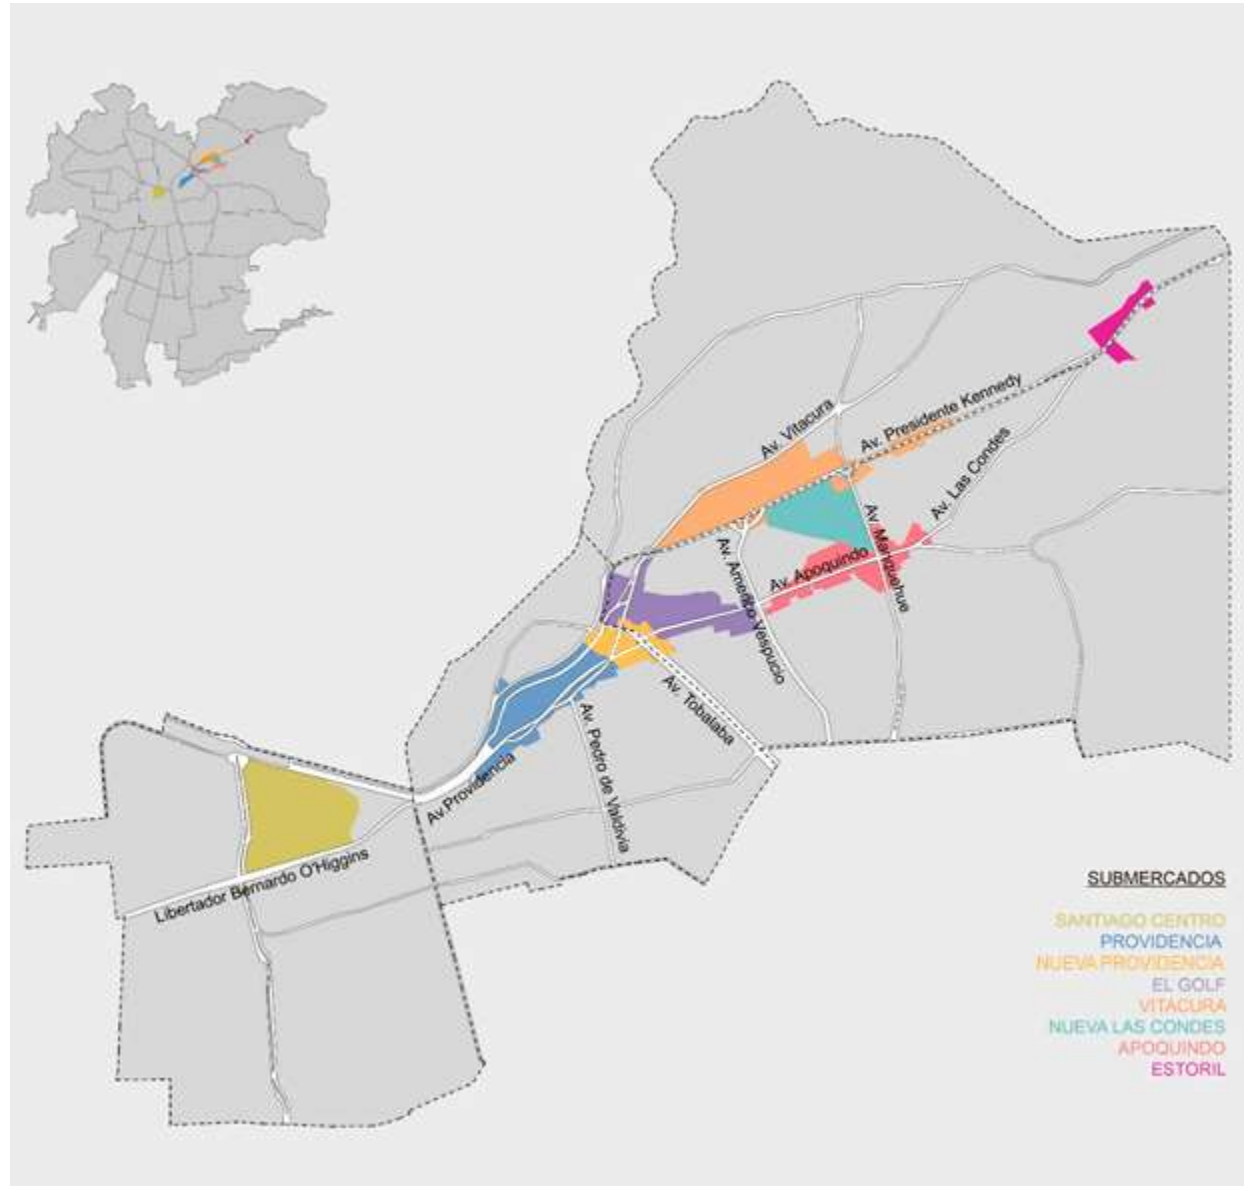 Av. Vitacura
Av. Presidente Kennedy
Av. Las Condes
Av. Manquehue
Av. Americo Vespucio
Av. Apoquindo
Av. Tobalaba
Av. Pedro de Valdivia
Av.Providencia
Libertador Bernardo O'Higgins
SUBMERCADOS
SANTIAGO CENTRO
PROVIDENCIA
NUEVA PROVIDENCIA
EL GOLF
VITACURA
NUEVA LAS CONDES
APOQUINDO
ESTORIL